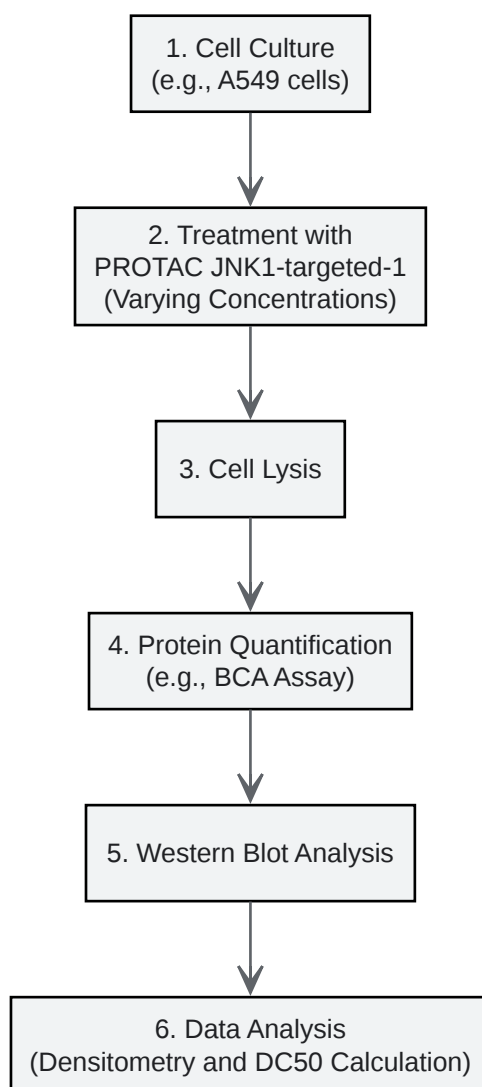 1. Cell Culture
(e.g., A549 cells)
2. Treatment with
PROTAC JNK1-targeted-1
(Varying Concentrations)
3. Cell Lysis
4. Protein Quantification
(e.g., BCA Assay)
5. Western Blot Analysis
6. Data Analysis
(Densitometry and DC50 Calculation)